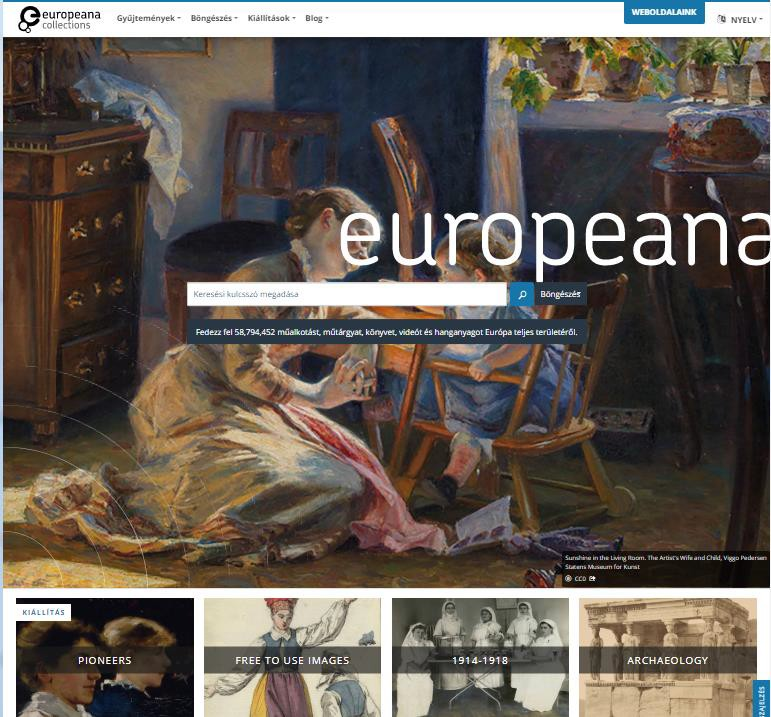 europeana
collections
Gyűjtemények
Böngészés
Kiállítások
Blog
WEBOLDALAINK
NYELV
europeana
Keresési kulcsszó megadása
Böngészés
Fedezz fel 58,794,452 műalkotást, műtárgyat, könyvet, videót és hanganyagot Európa teljes területéről.
Sunshine in the Living Room. The Artist's Wife and Child, Viggo Pedersen
Statens Museum for Kunst
CC0
KIÁLLÍTÁS
PIONEERS
FREE TO USE IMAGES
1914-1918
ARCHAEOLOGY